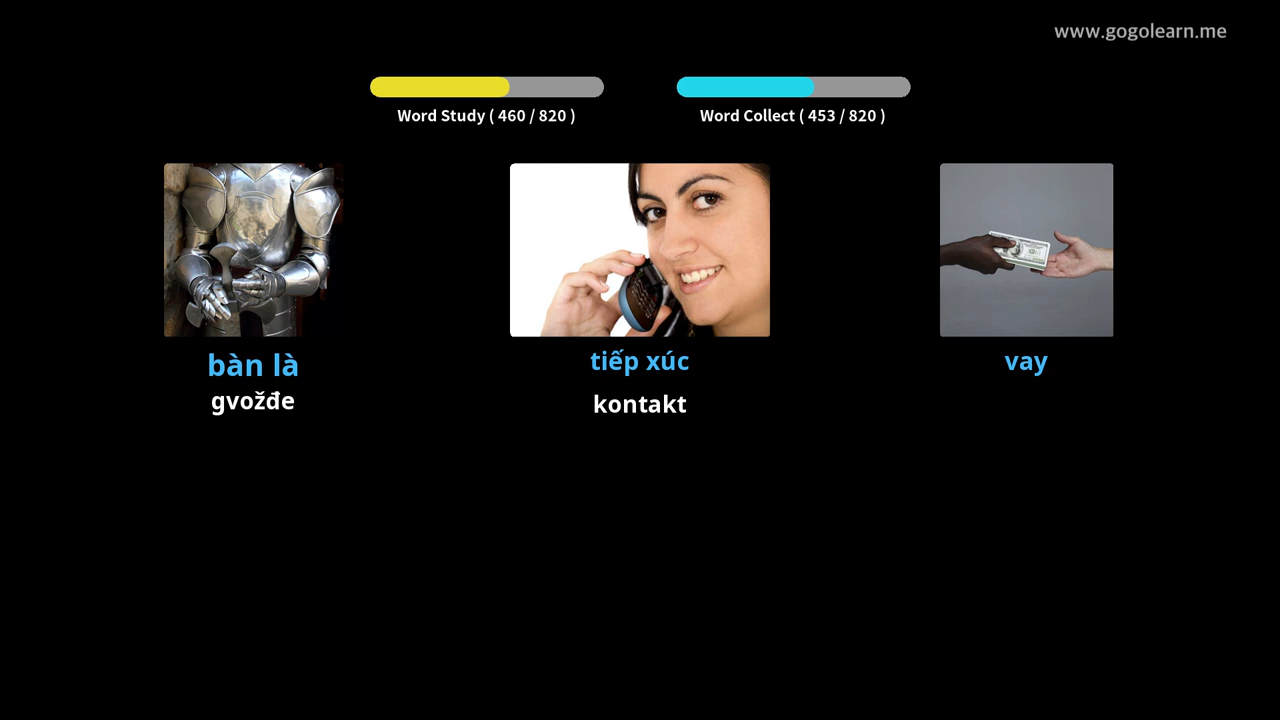 www.gogolearn.me
Word Study ( 460 / 820 )
Word Collect ( 453 / 820 )
bàn là
gvožđe
tiếp xúc
kontakt
vay